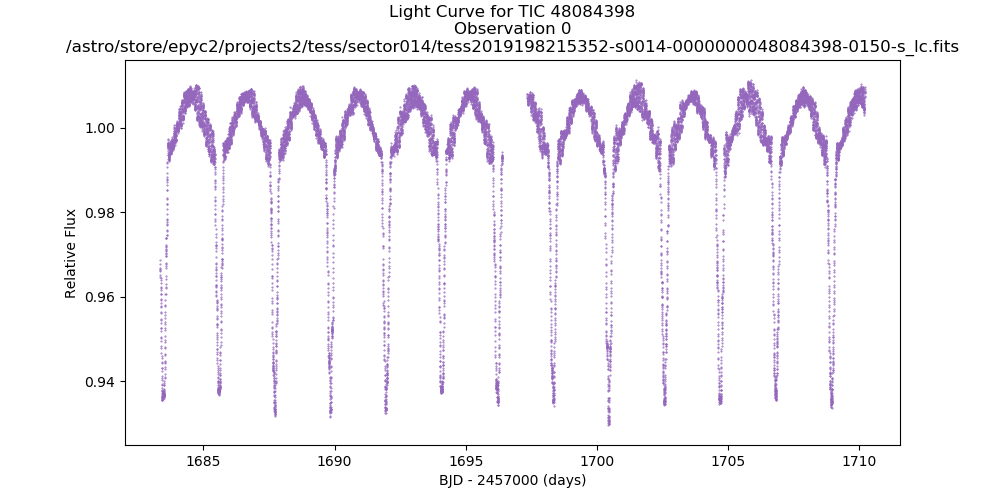 Light Curve for TIC 48084398
Observation 0
/astro/store/epyc2/projects2/tess/sector014/tess2019198215352-s0014-0000000048084398-0150-s_lc.fits
1.00
0.98
0.96
0.94
Relative Flux
1685
1690
1695
1700
1705
1710
BJD - 2457000 (days)